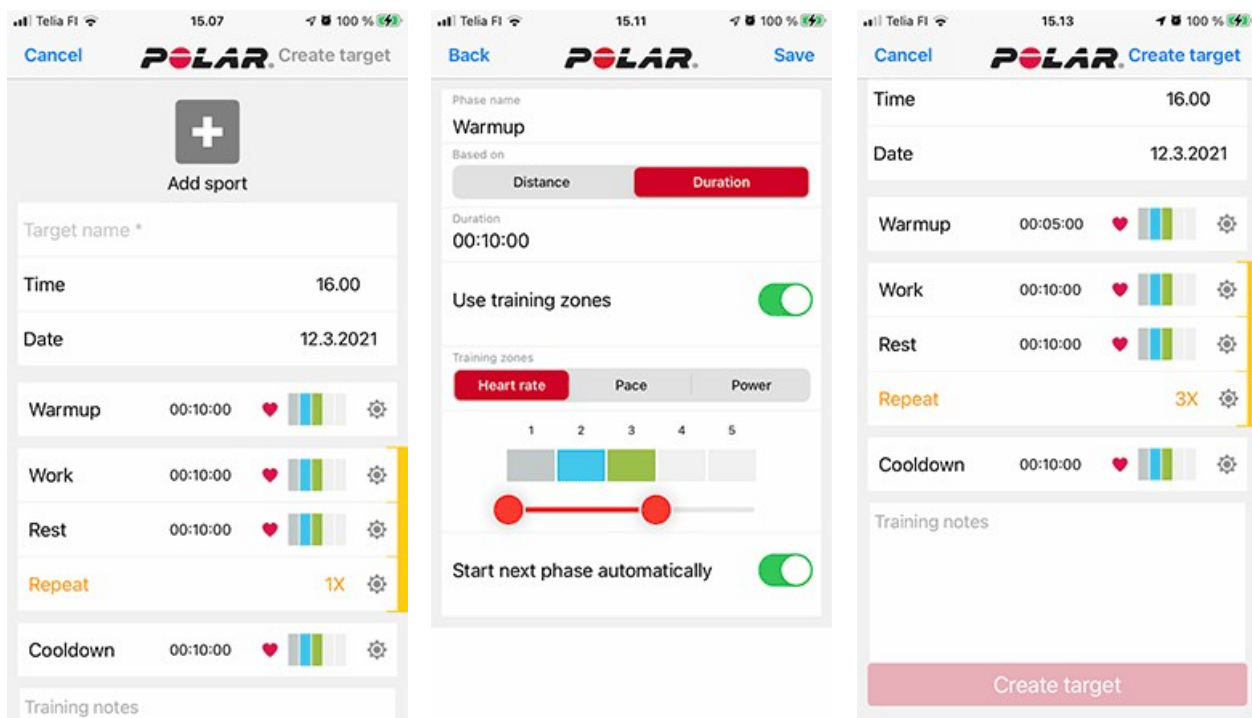 Telia FI 15.07 100 %
Cancel POLAR. Create target
Add sport
Target name *
Time 16.00
Date 12.3.2021
Warmup 00:10:00
Work 00:10:00
Rest 00:10:00
Repeat 1X
Cooldown 00:10:00
Training notes
Telia FI 15.11 100 %
Back POLAR. Save
Phase name
Warmup
Based on
Distance Duration
Duration
00:10:00
Use training zones
Training zones
Heart rate Pace Power
1 2 3 4 5
Start next phase automatically
Telia FI 15.13 100 %
Cancel POLAR. Create target
Time 16.00
Date 12.3.2021
Warmup 00:05:00
Work 00:10:00
Rest 00:10:00
Repeat 3X
Cooldown 00:10:00
Training notes
Create target